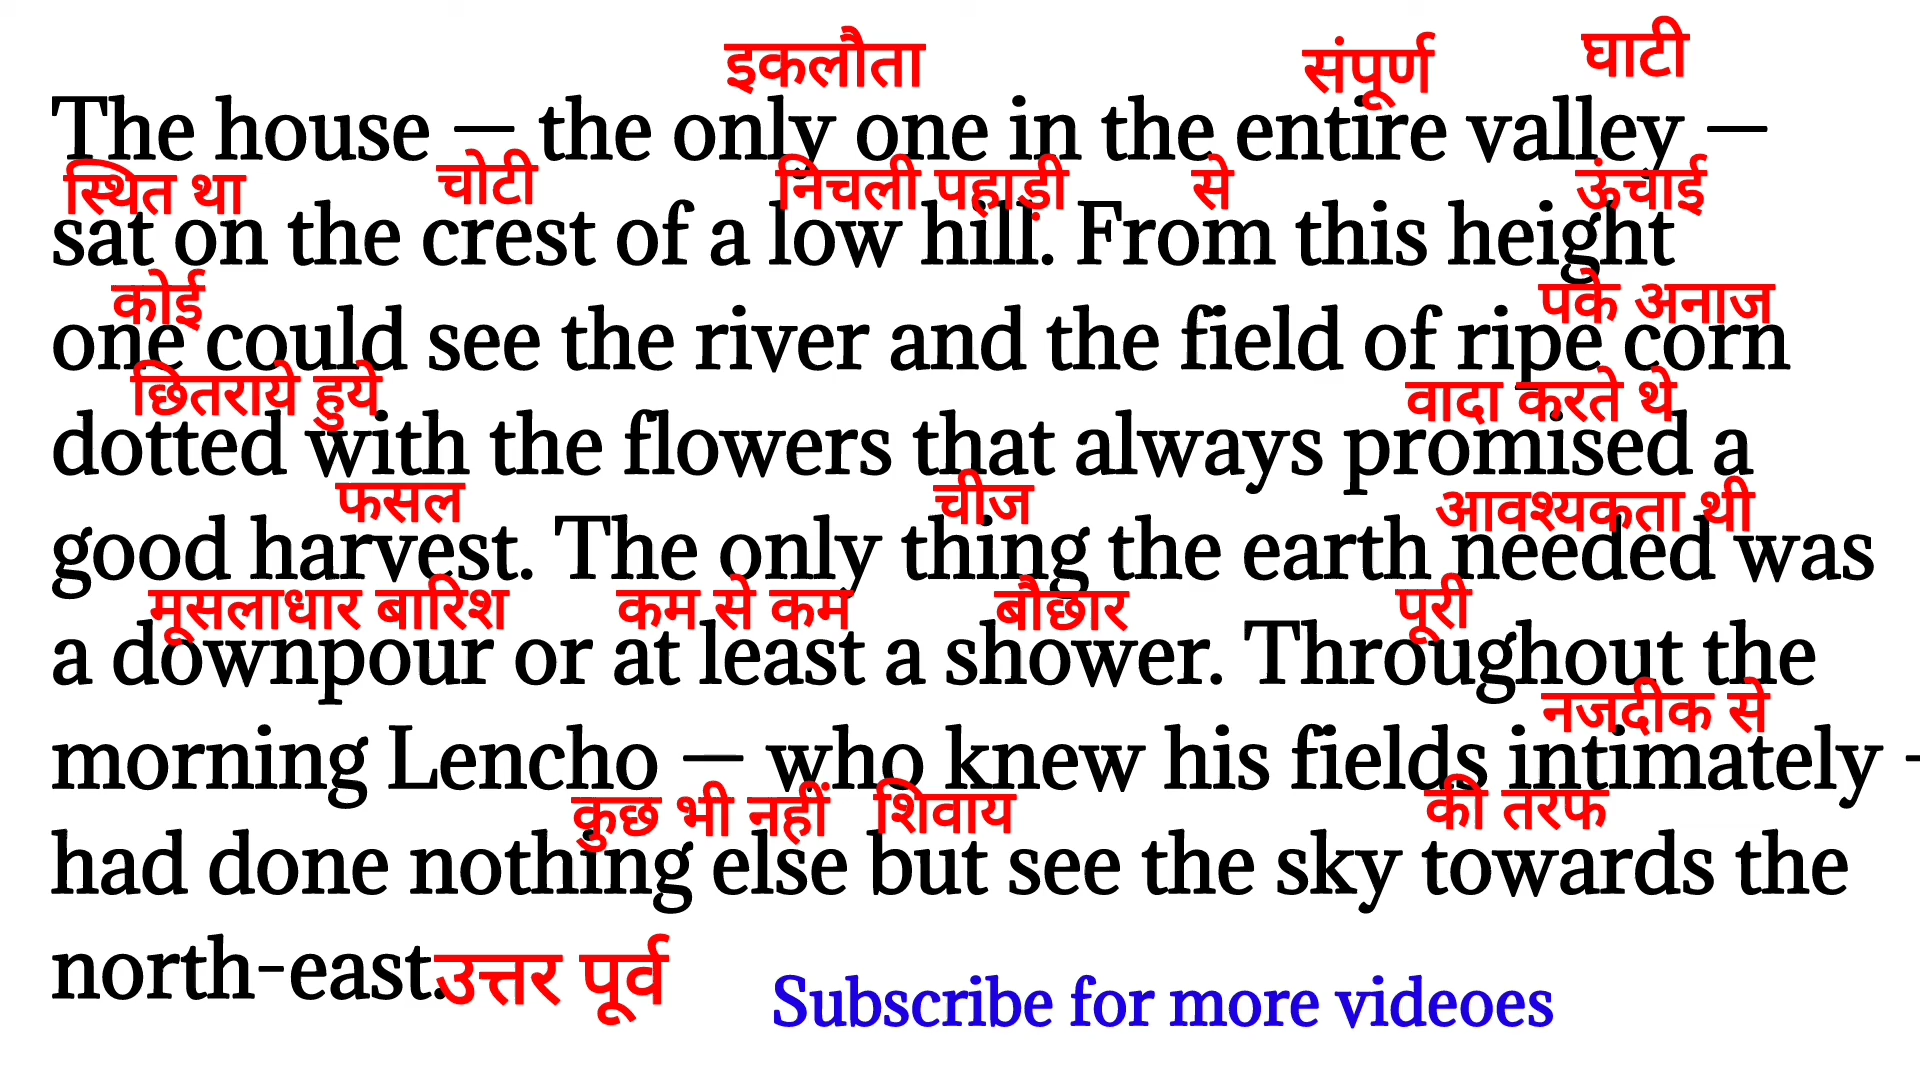 इकलौता संपूर्ण घाटी
The house — the only one in the entire valley —
स्थित था चोटी निचली पहाड़ी से ऊंचाई
sat on the crest of a low hill. From this height
कोई पके अनाज
one could see the river and the field of ripe corn
छितराये हुये वादा करते थे
dotted with the flowers that always promised a
फसल चीज आवश्यकता थी
good harvest. The only thing the earth needed was
मूसलाधार बारिश कम से कम बौछार पूरी
a downpour or at least a shower. Throughout the
नजदीक से
morning Lencho — who knew his fields intimately -
कुछ भी नहीं शिवाय की तरफ
had done nothing else but see the sky towards the
north-east. उत्तर पूर्व
Subscribe for more videoes